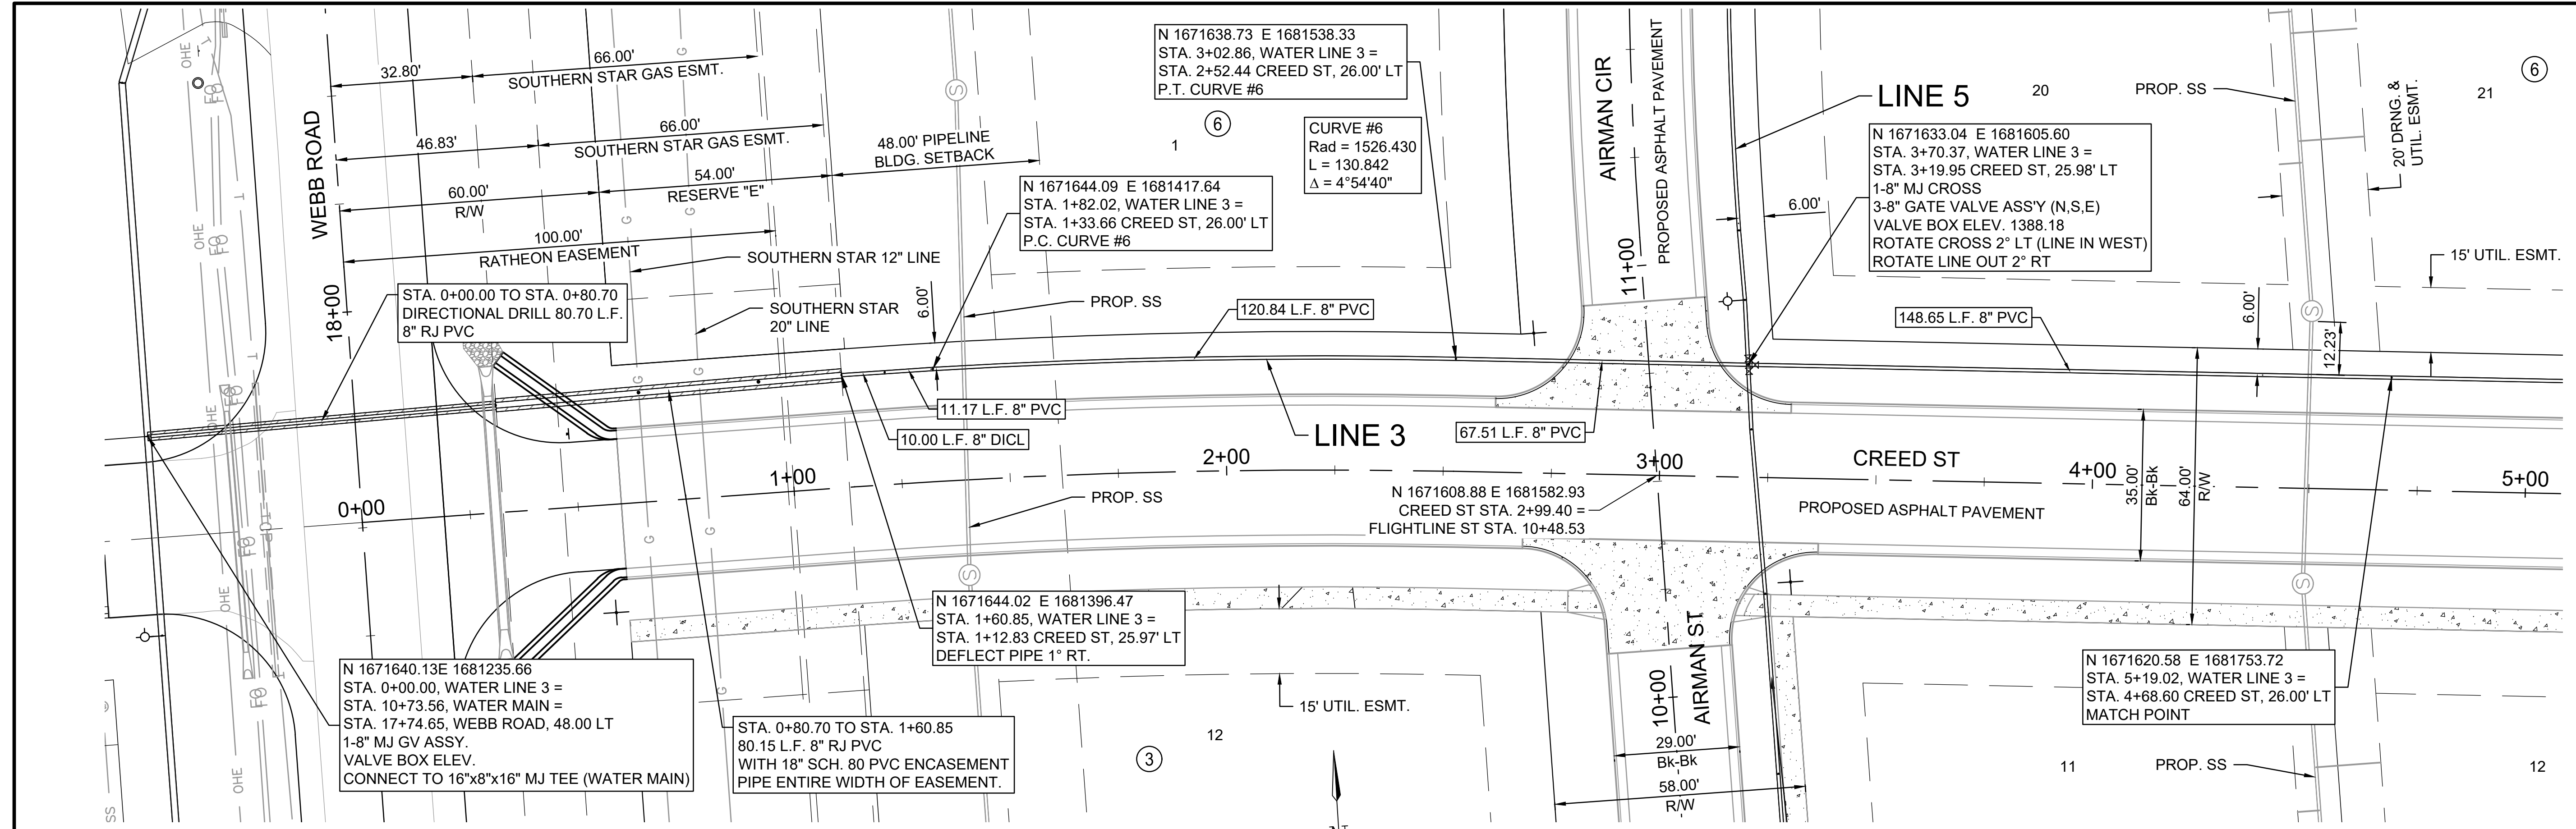 32.80'
66.00'
SOUTHERN STAR GAS ESMT.
46.83'
66.00'
SOUTHERN STAR GAS ESMT.
48.00' PIPELINE
BLDG. SETBACK
60.00'
R/W
54.00'
RESERVE "E"
100.00'
RATHEON EASEMENT
WEBB ROAD
18+00
SOUTHERN STAR 12" LINE
SOUTHERN STAR
20" LINE
6.00'
PROP. SS
STA. 0+00.00 TO STA. 0+80.70
DIRECTIONAL DRILL 80.70 L.F.
8" RJ PVC
N 1671638.73 E 1681538.33
STA. 3+02.86, WATER LINE 3 =
STA. 2+52.44 CREED ST, 26.00' LT
P.T. CURVE #6
6
1
CURVE #6
Rad = 1526.430
L = 130.842
Δ = 4°54'40"
N 1671644.09 E 1681417.64
STA. 1+82.02, WATER LINE 3 =
STA. 1+33.66 CREED ST, 26.00' LT
P.C. CURVE #6
120.84 L.F. 8" PVC
AIRMAN CIR
11+00
PROPOSED ASPHALT PAVEMENT
LINE 5
20
PROP. SS
20' DRNG. &
UTIL. ESMT.
21
6
N 1671633.04 E 1681605.60
STA. 3+70.37, WATER LINE 3 =
STA. 3+19.95 CREED ST, 25.98' LT
1-8" MJ CROSS
3-8" GATE VALVE ASS'Y (N,S,E)
VALVE BOX ELEV. 1388.18
ROTATE CROSS 2° LT (LINE IN WEST)
ROTATE LINE OUT 2° RT
6.00'
15' UTIL. ESMT.
6.00'
12.23'
148.65 L.F. 8" PVC
11.17 L.F. 8" PVC
10.00 L.F. 8" DICL
LINE 3
67.51 L.F. 8" PVC
0+00
1+00
2+00
3+00
CREED ST
4+00
5+00
35.00'
Bk-Bk
64.00'
R/W
PROP. SS
N 1671608.88 E 1681582.93
CREED ST STA. 2+99.40 =
FLIGHTLINE ST STA. 10+48.53
PROPOSED ASPHALT PAVEMENT
N 1671644.02 E 1681396.47
STA. 1+60.85, WATER LINE 3 =
STA. 1+12.83 CREED ST, 25.97' LT
DEFLECT PIPE 1° RT.
N 1671640.13E 1681235.66
STA. 0+00.00, WATER LINE 3 =
STA. 10+73.56, WATER MAIN =
STA. 17+74.65, WEBB ROAD, 48.00 LT
1-8" MJ GV ASSY.
VALVE BOX ELEV.
CONNECT TO 16"x8"x16" MJ TEE (WATER MAIN)
STA. 0+80.70 TO STA. 1+60.85
80.15 L.F. 8" RJ PVC
WITH 18" SCH. 80 PVC ENCASEMENT
PIPE ENTIRE WIDTH OF EASEMENT.
3
12
15' UTIL. ESMT.
10+00
AIRMAN ST
29.00'
Bk-Bk
58.00'
R/W
N 1671620.58 E 1681753.72
STA. 5+19.02, WATER LINE 3 =
STA. 4+68.60 CREED ST, 26.00' LT
MATCH POINT
11
PROP. SS
12
OHE
OHE
OHE
OHE
OHE
FO
FO
FO
FO
FO
FO
FO
T
T
T
G
G
G
G
G
G
G
G
S
S
S
S
SS